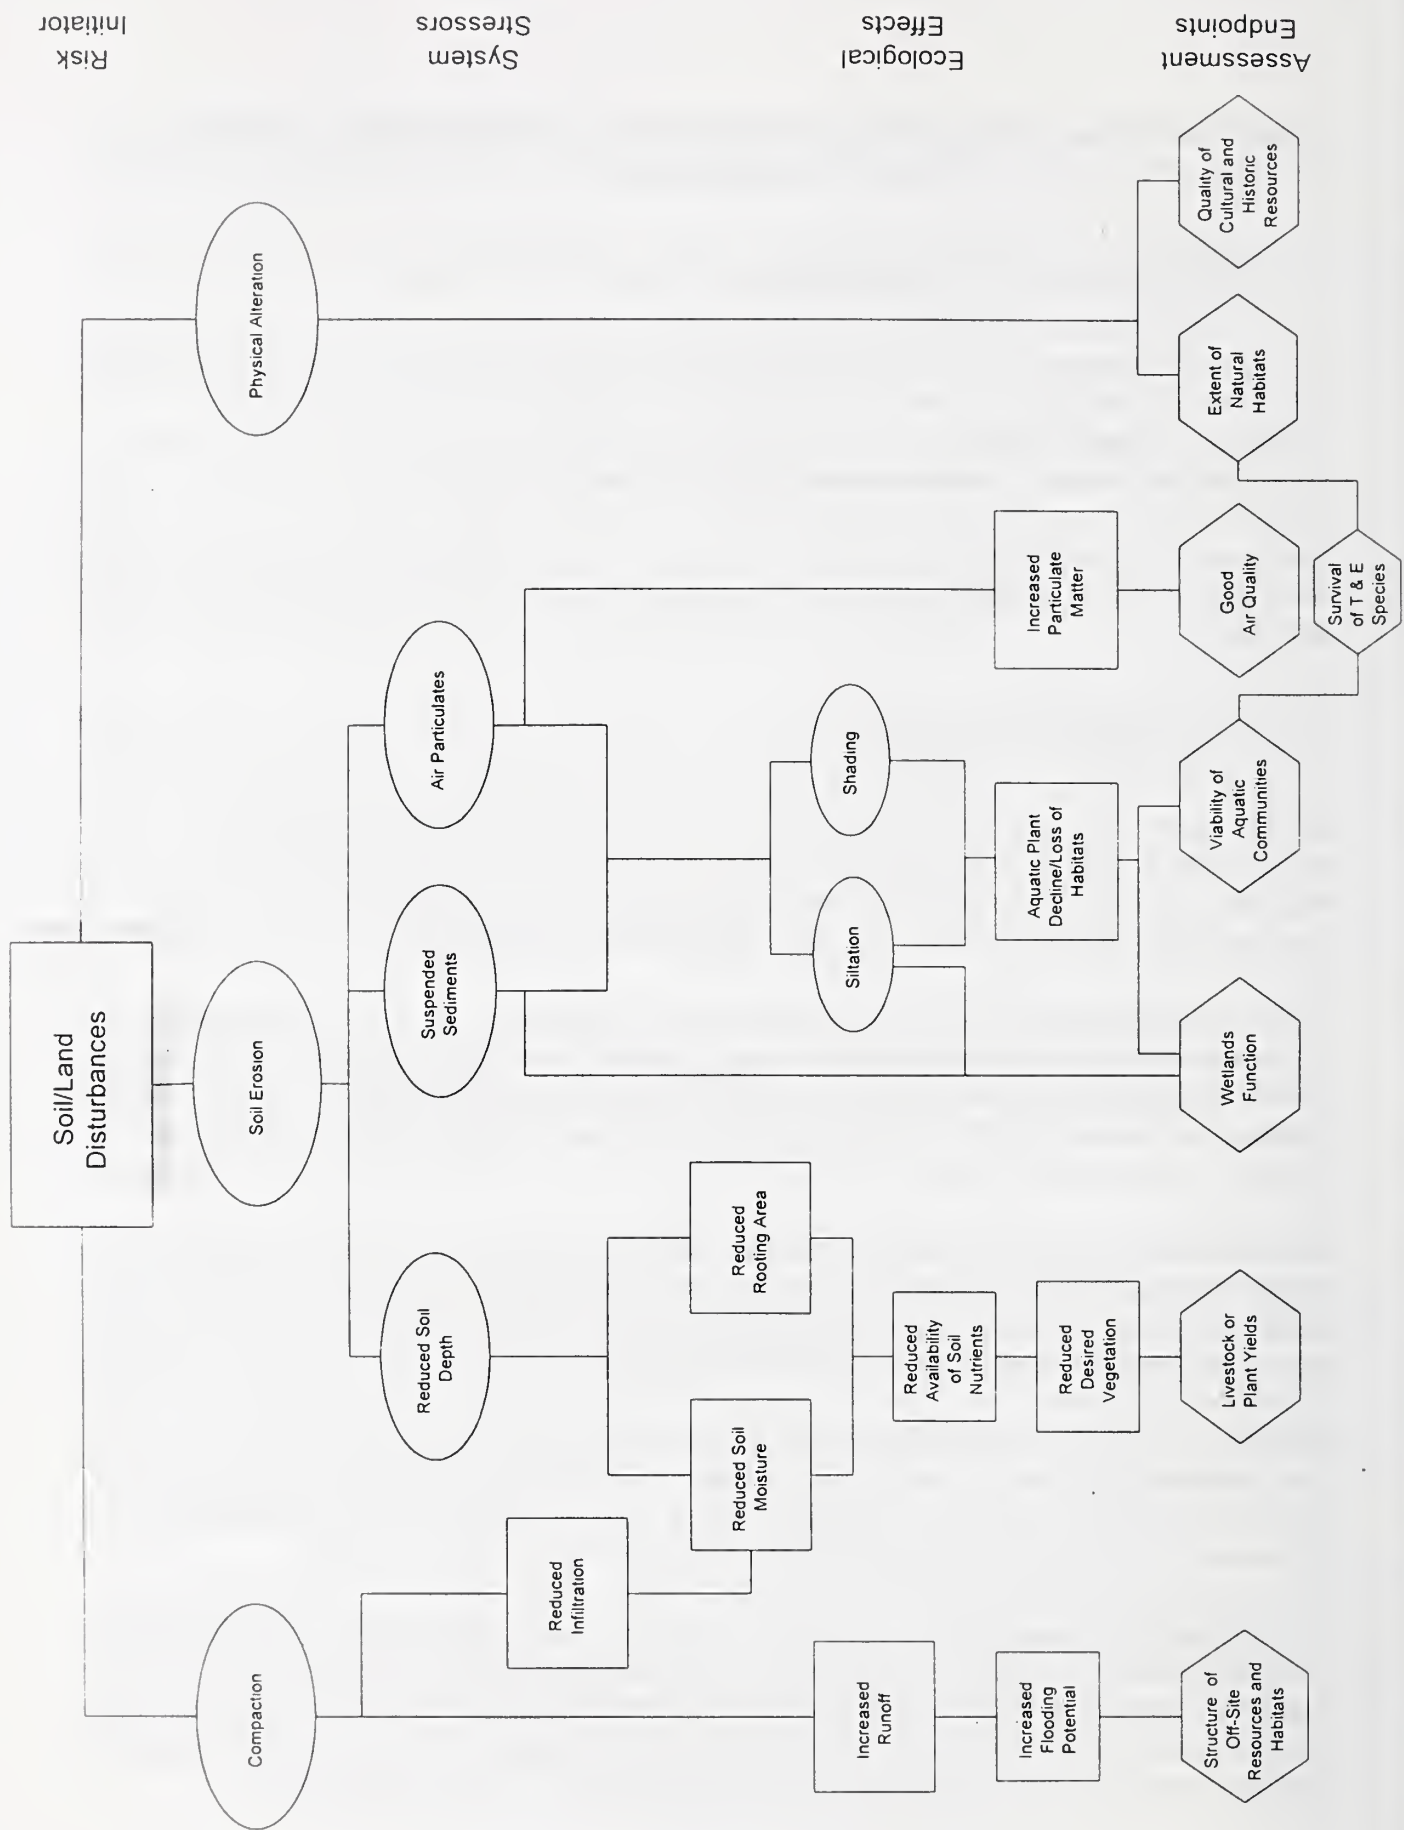 Risk
Initiator
System
Stressors
Ecological
Effects
Assessment
Endpoints
Soil/Land
Disturbances
Compaction
Soil Erosion
Physical Alteration
Reduced Soil
Depth
Suspended
Sediments
Air Particulates
Reduced
Infiltration
Reduced Soil
Moisture
Reduced
Rooting Area
Siltation
Shading
Increased
Runoff
Reduced
Availability
of Soil
Nutrients
Increased
Flooding
Potential
Reduced
Desired
Vegetation
Aquatic Plant
Decline/Loss of
Habitats
Increased
Particulate
Matter
Structure of
Off-Site
Resources and
Habitats
Livestock or
Plant Yields
Wetlands
Function
Viability of
Aquatic
Communities
Good
Air Quality
Extent of
Natural
Habitats
Quality of
Cultural and
Historic
Resources
Survival
of T & E
Species